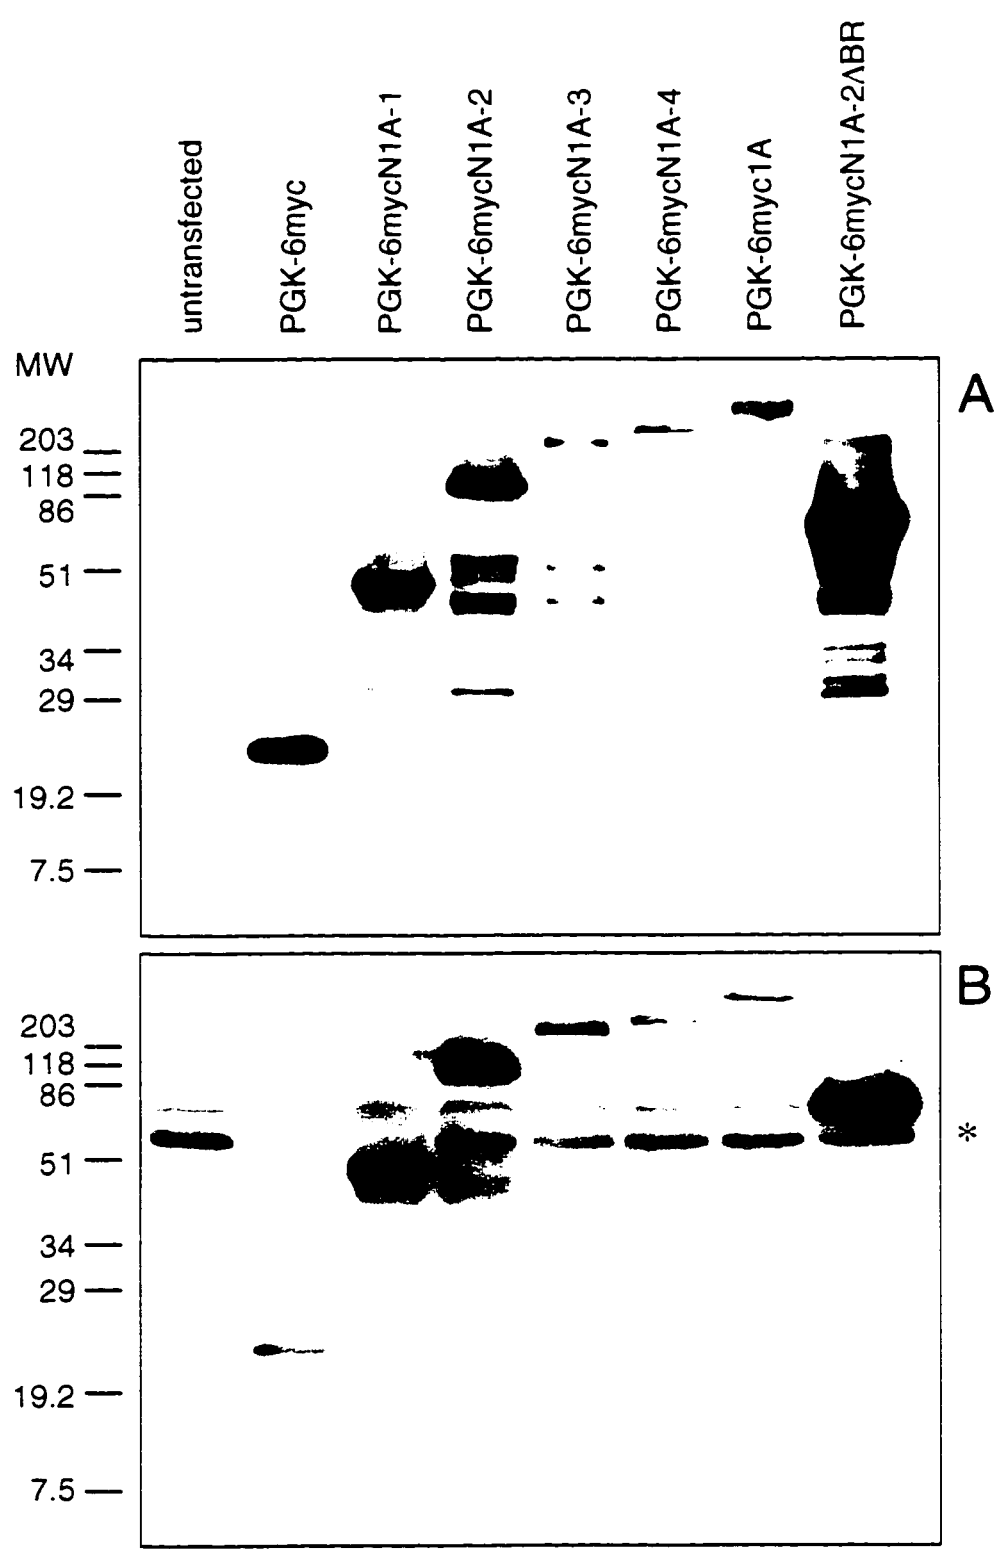 untransfected
PGK-6myc
PGK-6mycN1A-1
PGK-6mycN1A-2
PGK-6mycN1A-3
PGK-6mycN1A-4
PGK-6myc1A
PGK-6mycN1A-2ΛBR
MW
A
203
118
86
51
34
29
19.2
7.5
B
203
118
86
*
51
34
29
19.2
7.5